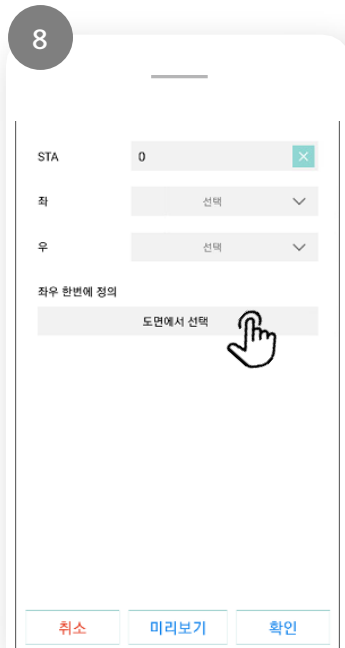 8
STA 0
좌 선택
우 선택
좌우 한번에 정의
도면에서 선택
취소 미리보기 확인